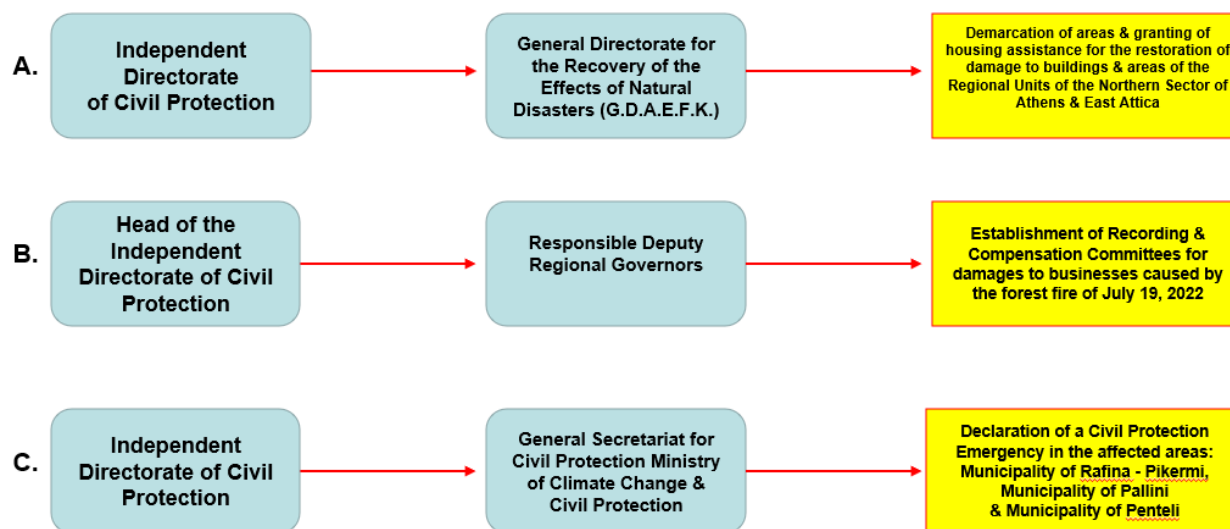 A.
Independent
Directorate
of Civil Protection
General Directorate for
the Recovery of the
Effects of Natural
Disasters (G.D.A.E.F.K.)
Demarcation of areas & granting of
housing assistance for the restoration of
damage to buildings & areas of the
Regional Units of the Northern Sector of
Athens & East Attica
B.
Head of the
Independent
Directorate of Civil
Protection
Responsible Deputy
Regional Governors
Establishment of Recording &
Compensation Committees for
damages to businesses caused by
the forest fire of July 19, 2022
C.
Independent
Directorate of Civil
Protection
General Secretariat for
Civil Protection Ministry
of Climate Change &
Civil Protection
Declaration of a Civil Protection
Emergency in the affected areas:
Municipality of Rafina - Pikermi,
Municipality of Pallini
& Municipality of Penteli